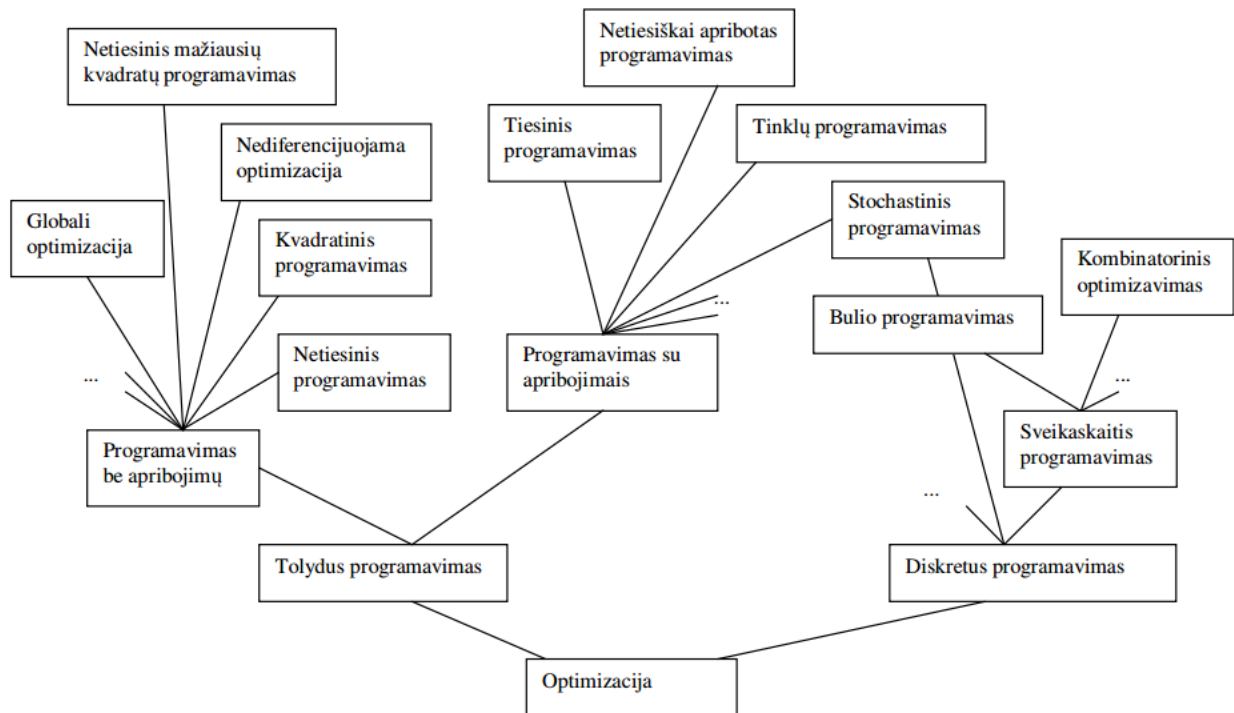 Netiesinis mažiausių
kvadratų programavimas
Netiesiškai apribotas
programavimas
Tiesinis
programavimas
Tinklų programavimas
Nediferencijuojama
optimizacija
Stochastinis
programavimas
Globali
optimizacija
Kvadratinis
programavimas
Kombinatorinis
optimizavimas
...
Bulio programavimas
Netiesinis
programavimas
Programavimas su
apribojimais
...
...
Programavimas
be apribojimų
Sveikaskaitis
programavimas
...
Tolydus programavimas
Diskretus programavimas
Optimizacija